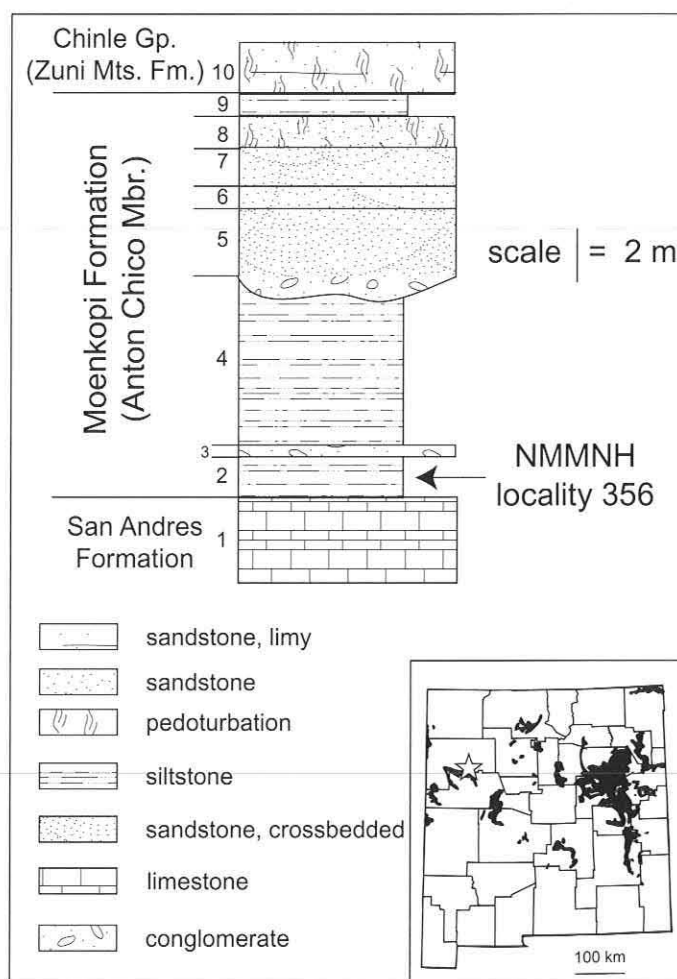 Chinle Gp.
(Zuni Mts. Fm.) 10
9
8
7
6
5
4
3
2
1
Moenkopi Formation
(Anton Chico Mbr.)
scale = 2 m
NMMNH
locality 356
San Andres
Formation
sandstone, limy
sandstone
pedoturbation
siltstone
sandstone, crossbedded
limestone
conglomerate
100 km